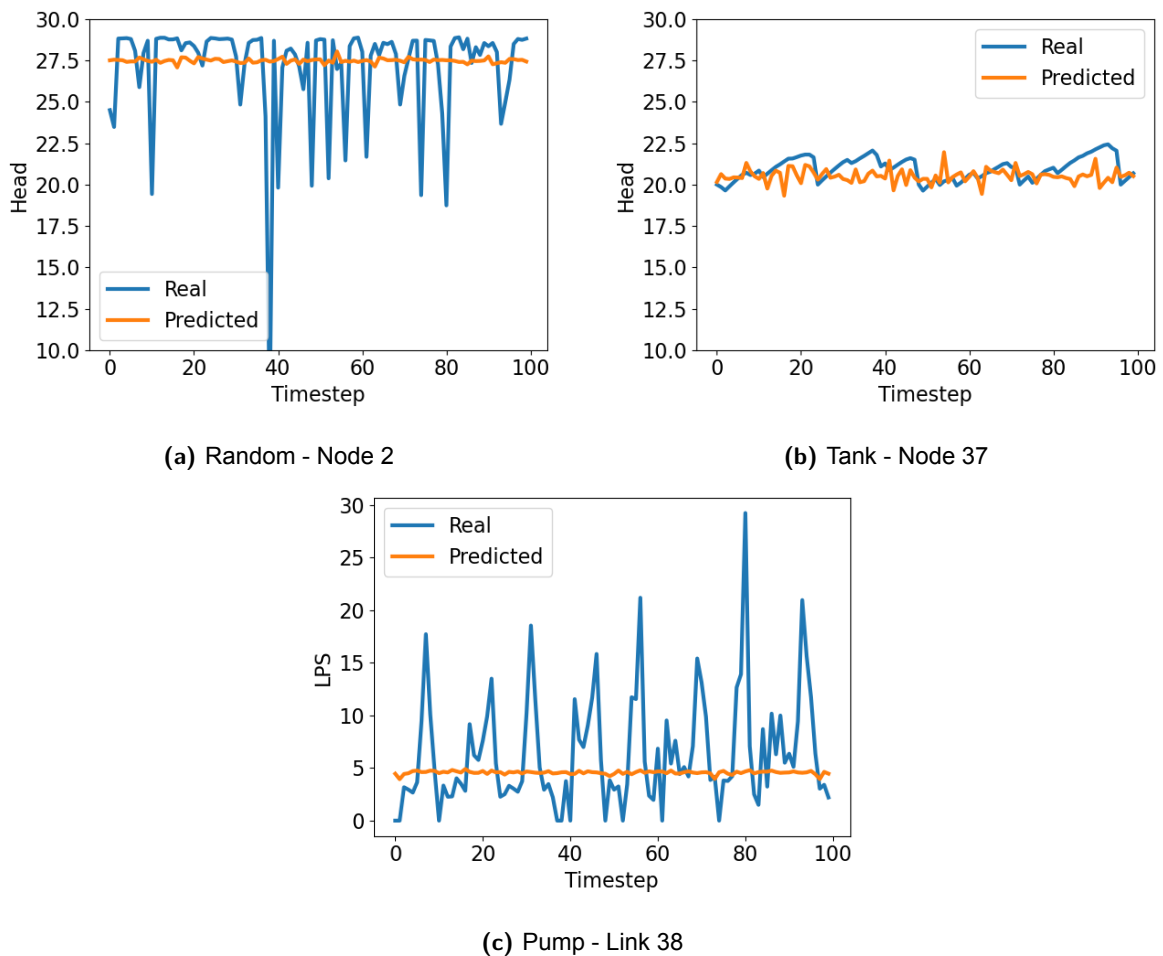 30.0
27.5
25.0
22.5
20.0
17.5
15.0
12.5
10.0
Head
Real
Predicted
0 20 40 60 80 100
Timestep
(a) Random - Node 2
30.0
27.5
25.0
22.5
20.0
17.5
15.0
12.5
10.0
Head
Real
Predicted
0 20 40 60 80 100
Timestep
(b) Tank - Node 37
30
25
20
15
10
5
0
LPS
Real
Predicted
0 20 40 60 80 100
Timestep
(c) Pump - Link 38